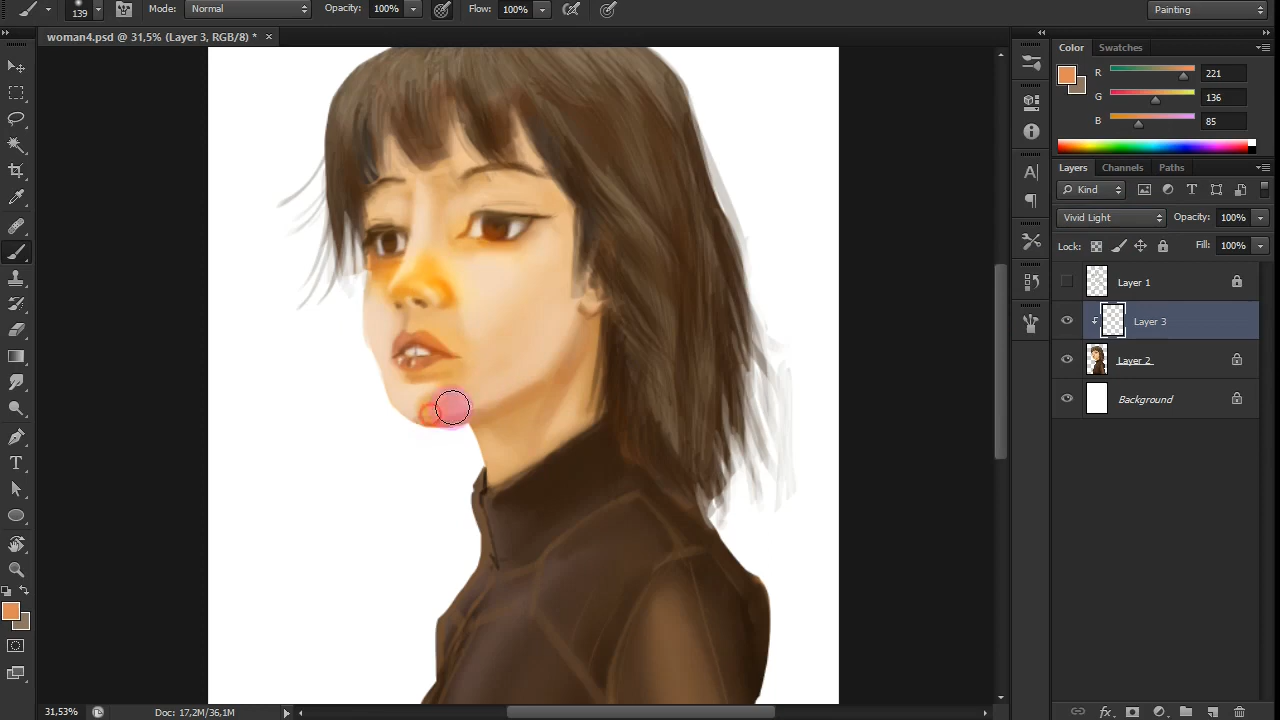 139 Mode: Normal Opacity: 100% Flow: 100% Painting
woman4.psd @ 31,5% (Layer 3, RGB/8) * ×
Color Swatches
R 221
G 136
B 85
Layers Channels Paths
Kind
Vivid Light Opacity: 100%
Lock: Fill: 100%
Layer 1
Layer 3
Layer 2
Background
31,53% Doc: 17,2M/36,1M